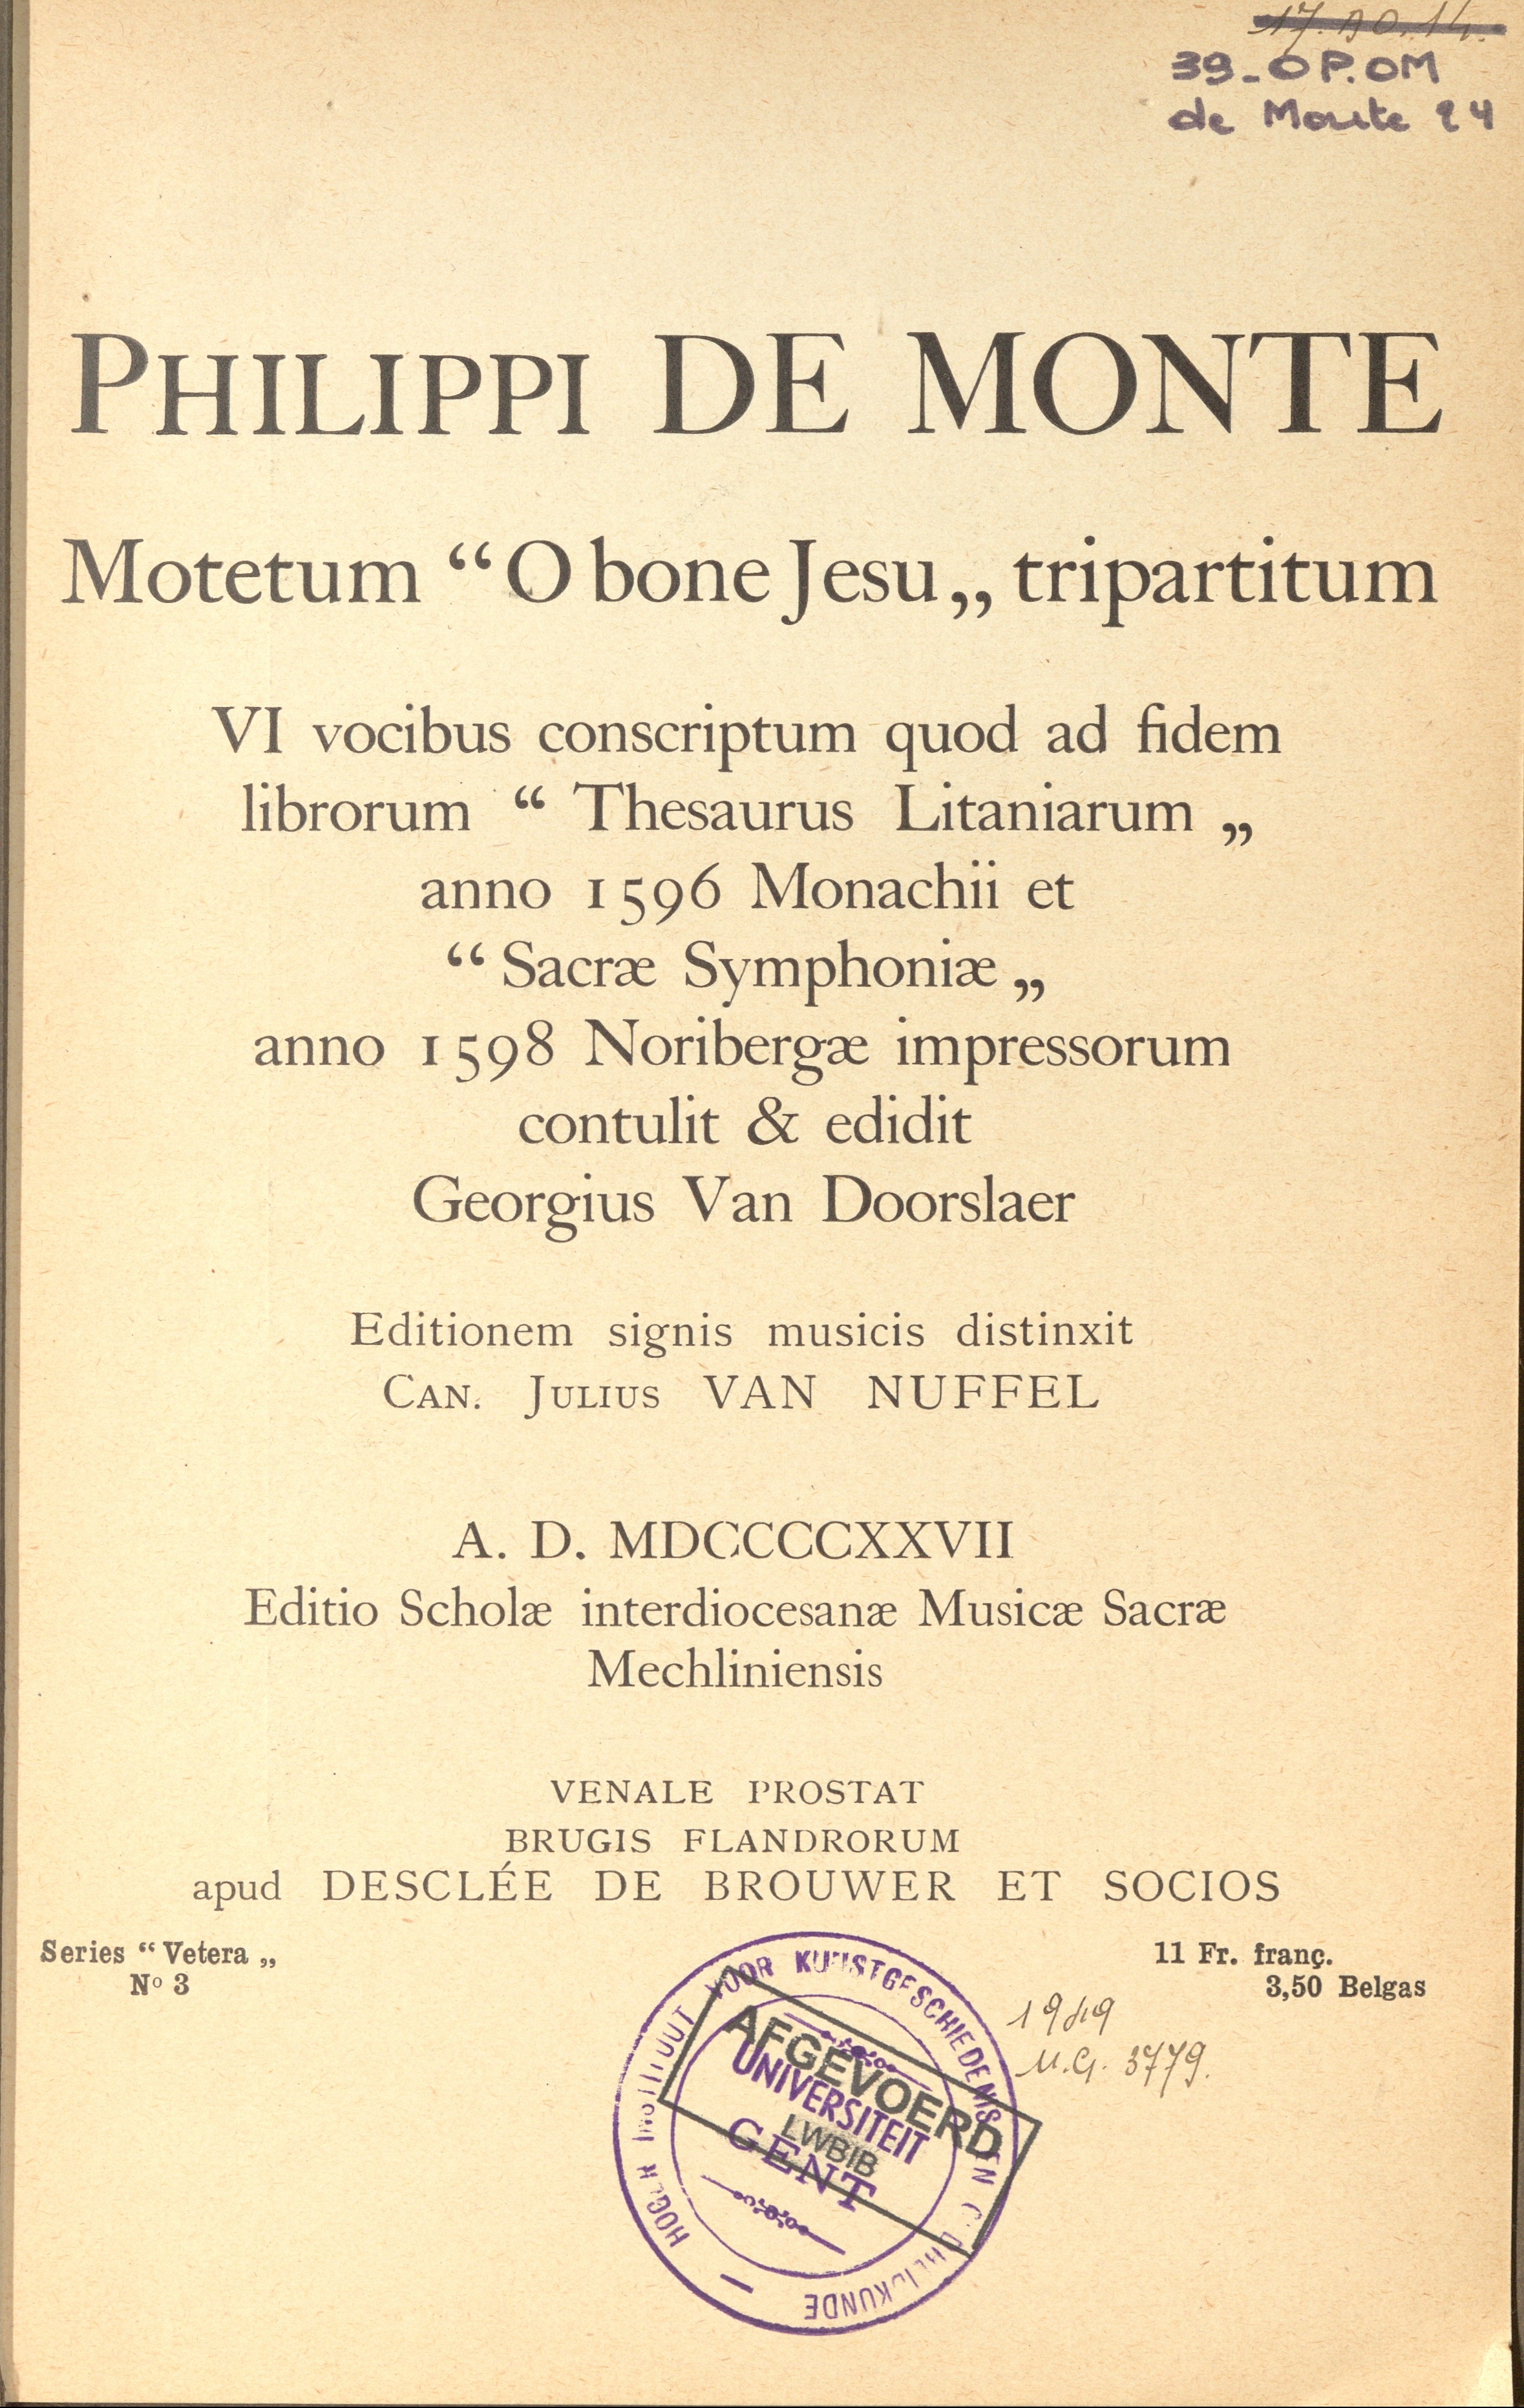 17.
39-OP.OM
de Monte 24
PHILIPPI DE MONTE
Motetum “O bone Jesu„ tripartitum
VI vocibus conscriptum quod ad fidem
librorum “ Thesaurus Litaniarum „
anno 1596 Monachii et
“ Sacræ Symphoniæ „
anno 1598 Noribergæ impressorum
contulit & edidit
Georgius Van Doorslaer
Editionem signis musicis distinxit
CAN. JULIUS VAN NUFFEL
A. D. MDCCCCXXVII
Editio Scholæ interdiocesanæ Musicæ Sacræ
Mechliniensis
VENALE PROSTAT
BRUGIS FLANDRORUM
apud DESCLÉE DE BROUWER ET SOCIOS
Series “ Vetera „
Nº 3
11 Fr. franç.
3,50 Belgas
1949
M.G. 3779.
HOGER INSTITUUT VOOR KUNSTGESCHIEDENIS EN OUDHEIDKUNDE
AFGEVOERD
UNIVERSITEIT
LWBIB
GENT